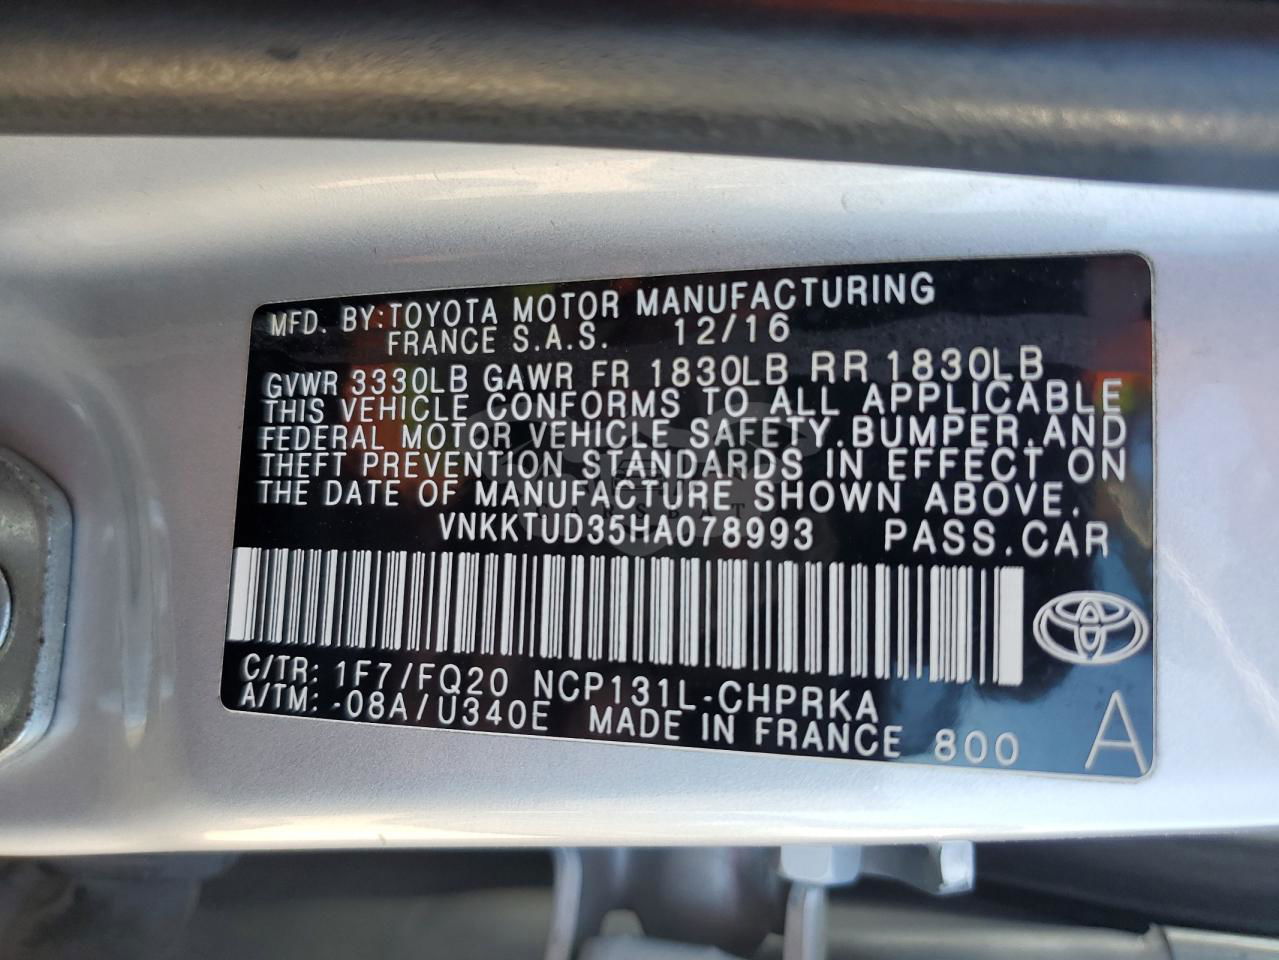 MFD. BY:TOYOTA MOTOR MANUFACTURING
FRANCE S.A.S. 12/16
GVWR 3330LB GAWR FR 1830LB RR 1830LB
THIS VEHICLE CONFORMS TO ALL APPLICABLE
FEDERAL MOTOR VEHICLE SAFETY,BUMPER,AND
THEFT PREVENTION STANDARDS IN EFFECT ON
THE DATE OF MANUFACTURE SHOWN ABOVE.
VNKKTUD35HA078993 PASS.CAR
C/TR: 1F7/FQ20 NCP131L-CHPRKA
A/TM: -08A/U340E MADE IN FRANCE 800 A